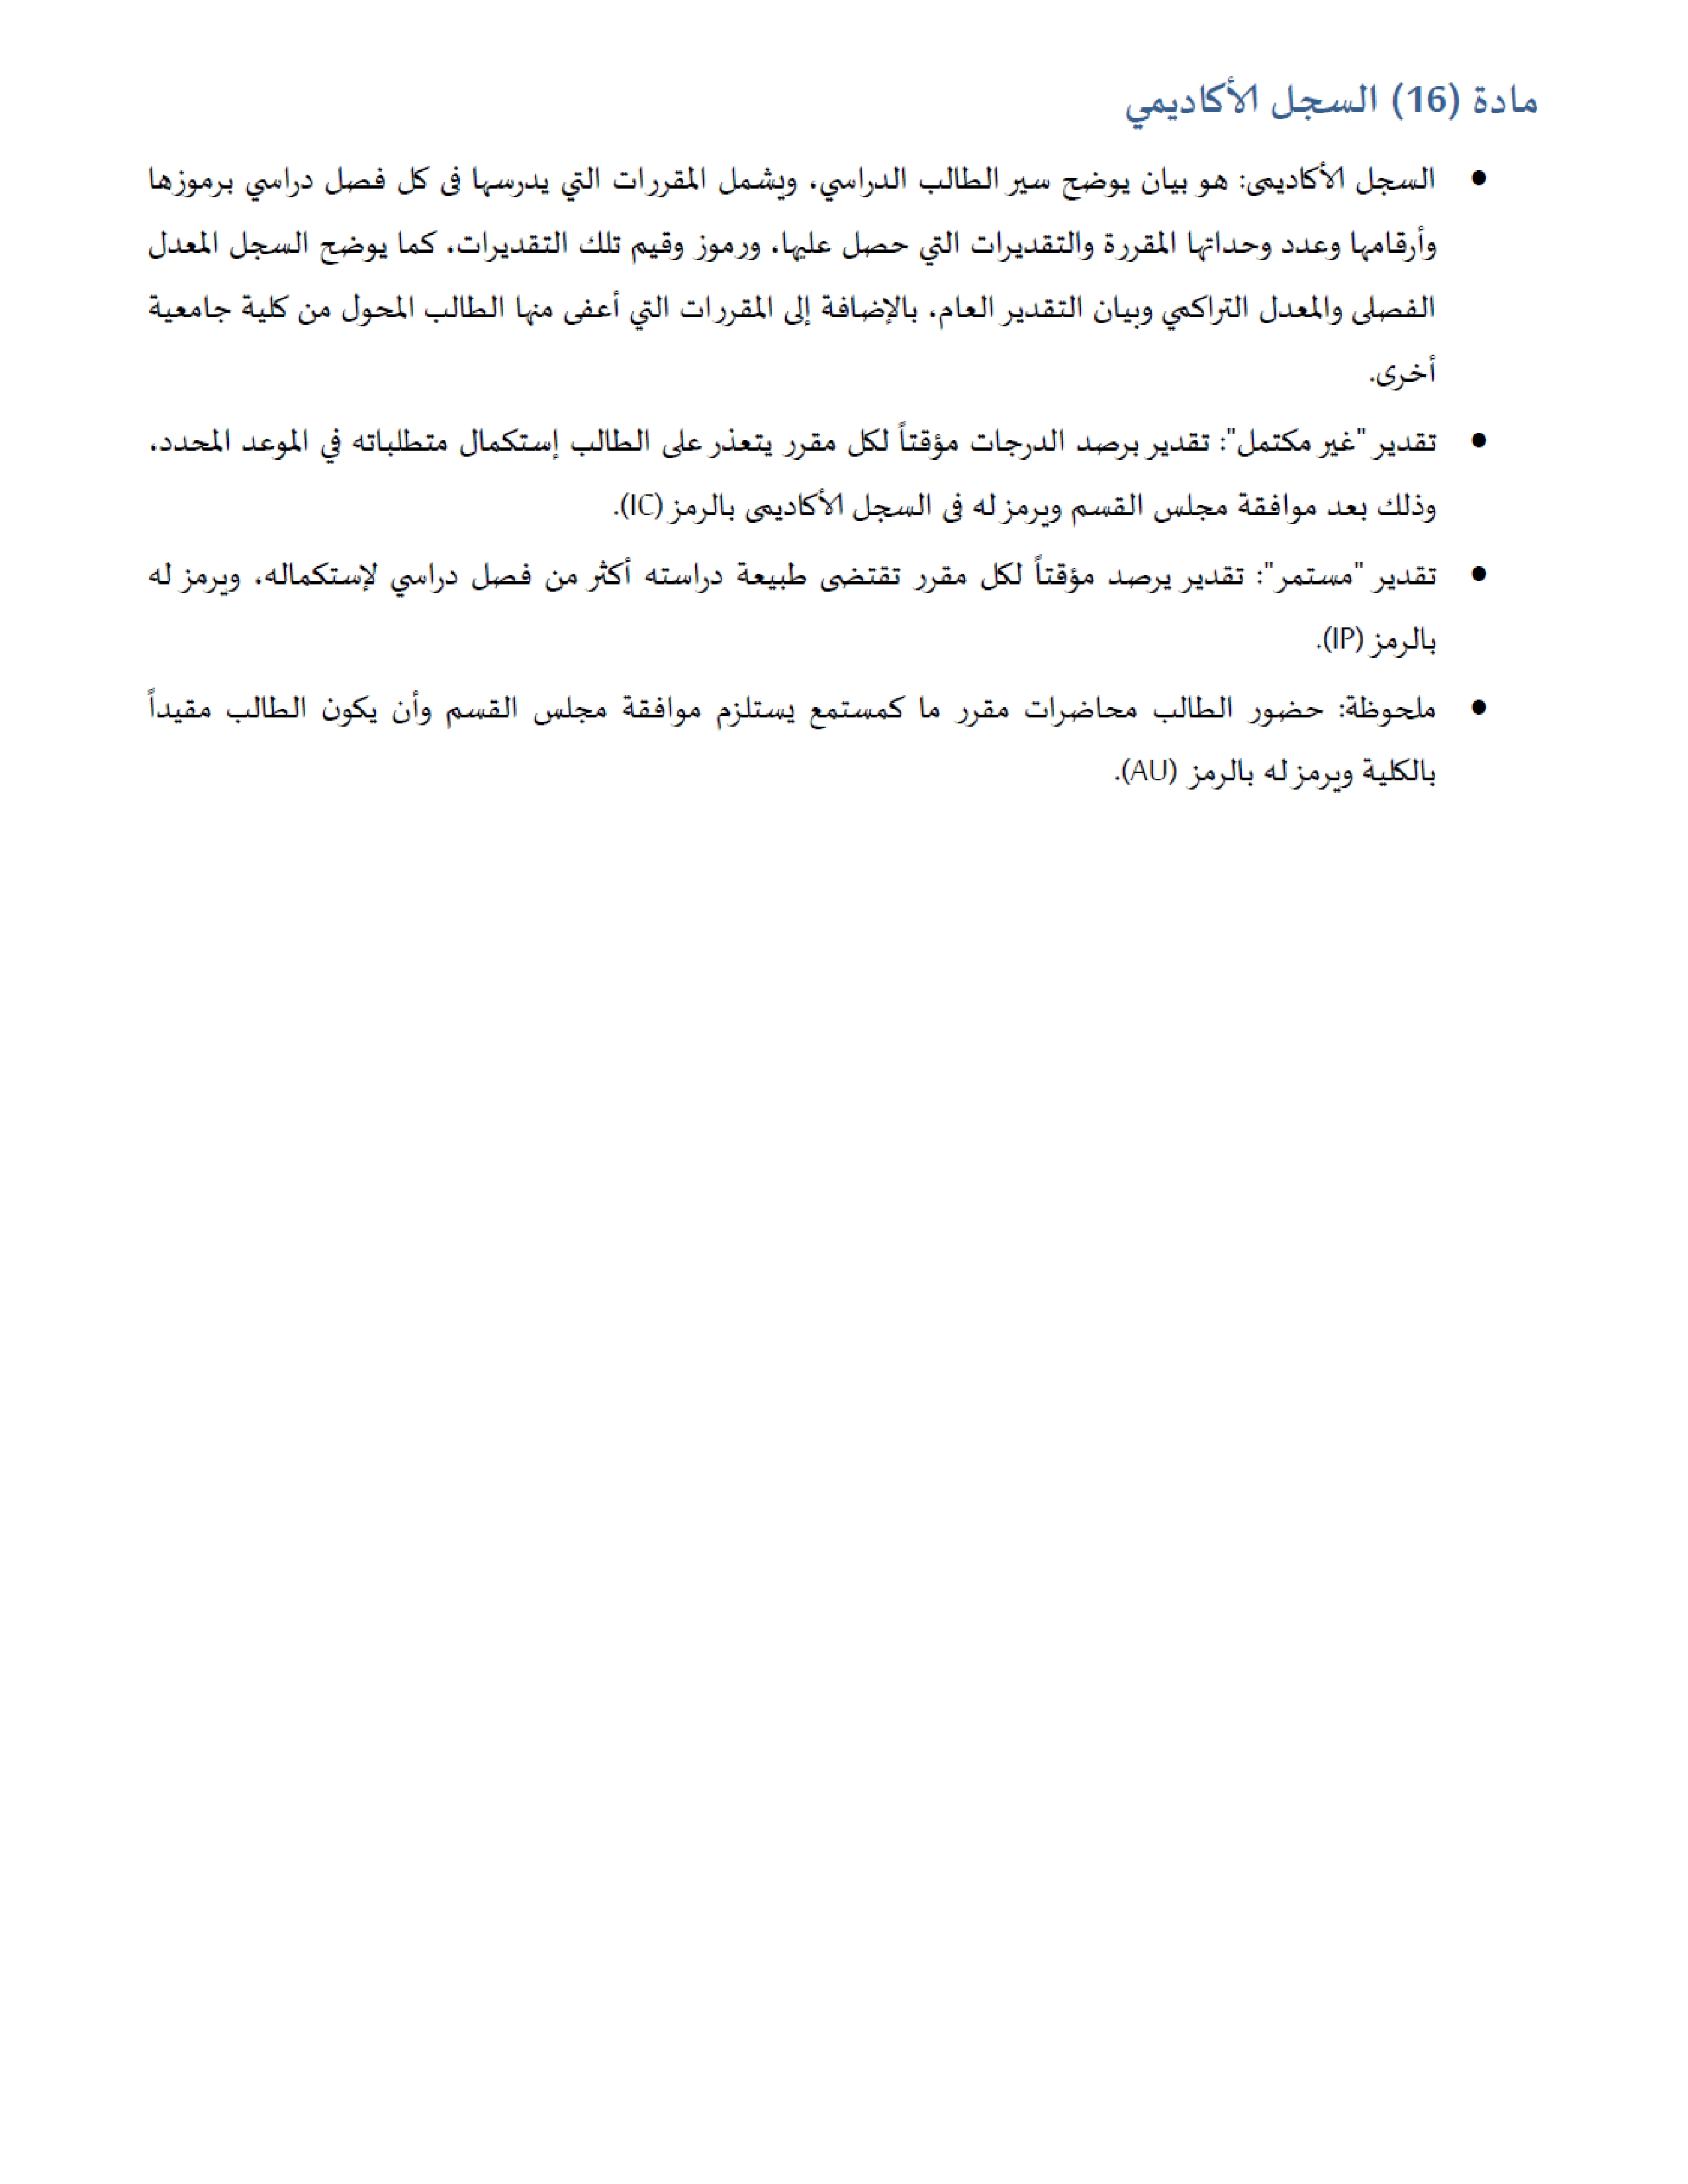 مادة (16) السجل الأكاديمي
● السجل الأكاديمى: هو بيان يوضح سير الطالب الدراسي، ويشمل المقررات التي يدرسها فى كل فصل دراسي برموزها
وأرقامها وعدد وحداتها المقررة والتقديرات التي حصل عليها، ورموز وقيم تلك التقديرات، كما يوضح السجل المعدل
الفصلى والمعدل التراكمي وبيان التقدير العام، بالإضافة إلى المقررات التي أعفى منها الطالب المحول من كلية جامعية
أخرى.
● تقدير "غير مكتمل": تقدير برصد الدرجات مؤقتاً لكل مقرر يتعذر على الطالب إستكمال متطلباته في الموعد المحدد،
وذلك بعد موافقة مجلس القسم ويرمز له فى السجل الأكاديمى بالرمز (IC).
● تقدير "مستمر": تقدير يرصد مؤقتاً لكل مقرر تقتضى طبيعة دراسته أكثر من فصل دراسي لإستكماله، ويرمز له
بالرمز (IP).
● ملحوظة: حضور الطالب محاضرات مقرر ما كمستمع يستلزم موافقة مجلس القسم وأن يكون الطالب مقيداً
بالكلية ويرمز له بالرمز (AU).